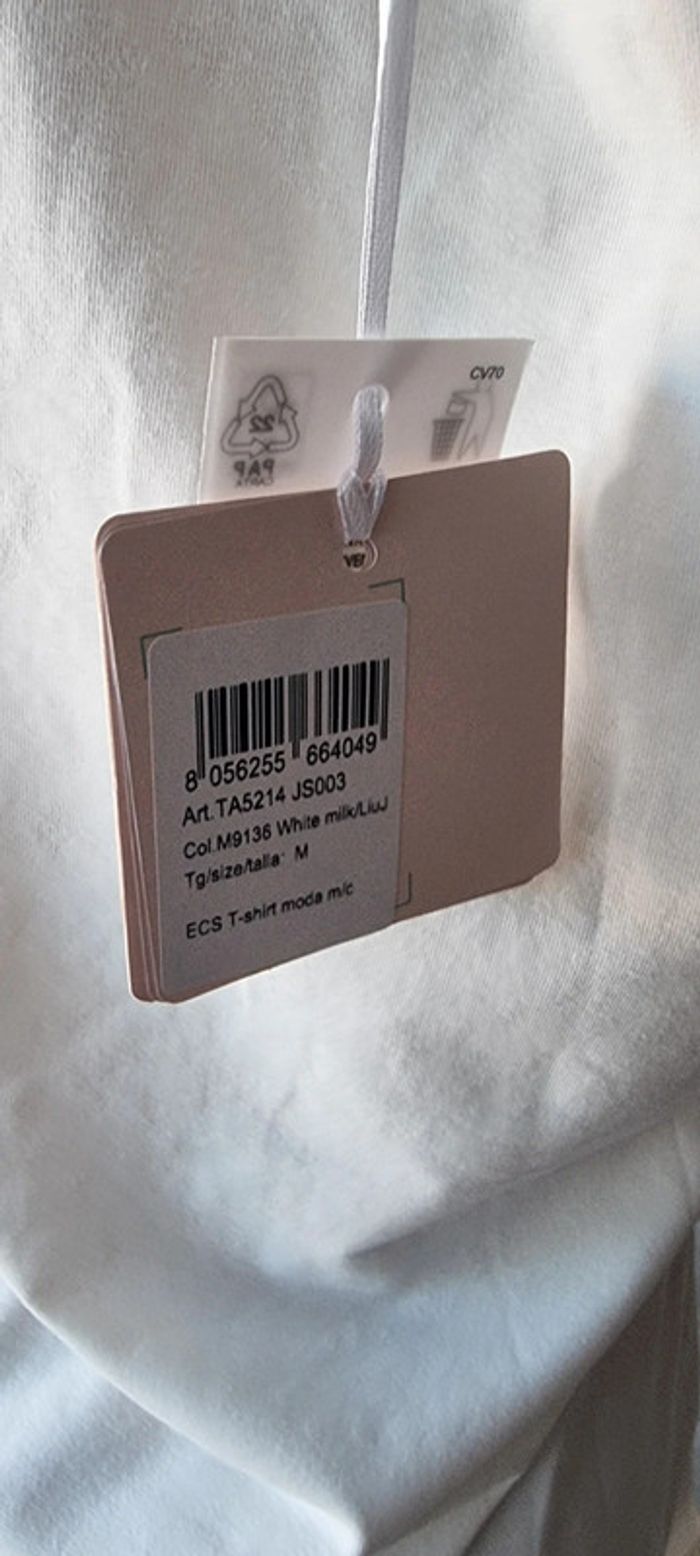 CV70
22
PAP
8 056255 664049
Art.TA5214 JS003
Col.M9136 White milk/LiuJ
Tg/size/talla: M
ECS T-shirt moda m/c